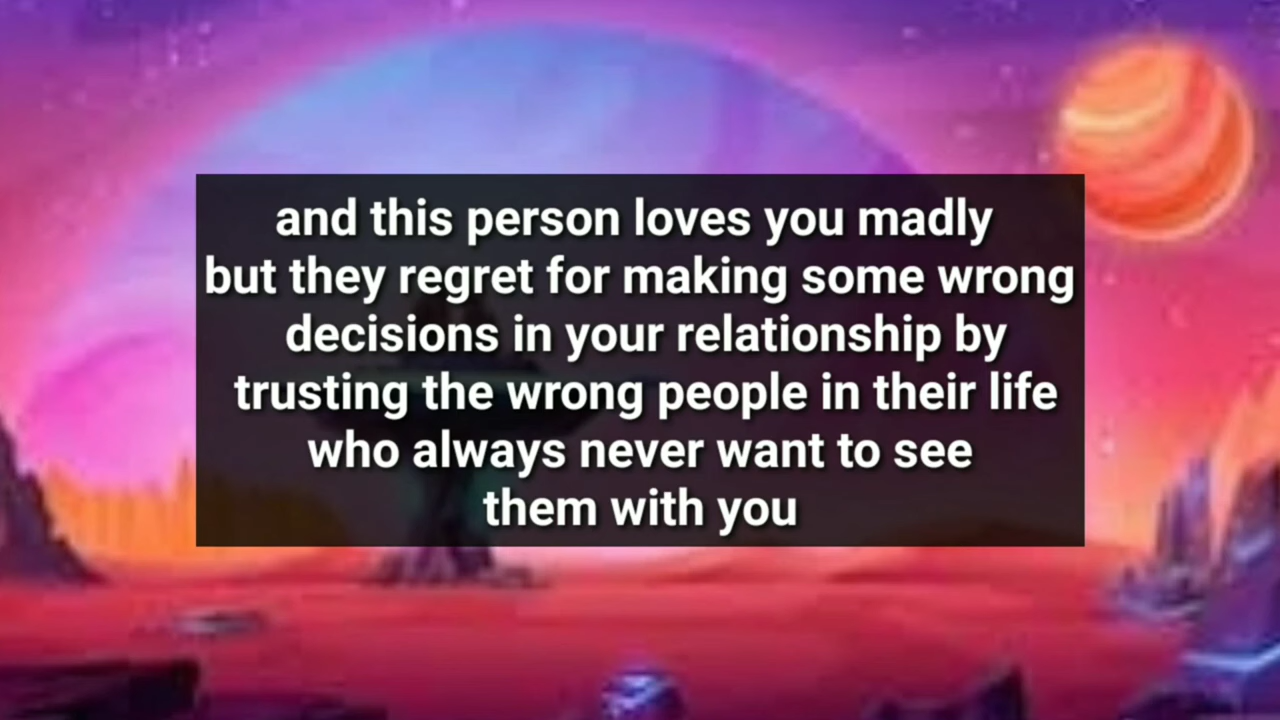 and this person loves you madly
but they regret for making some wrong
decisions in your relationship by
trusting the wrong people in their life
who always never want to see
them with you